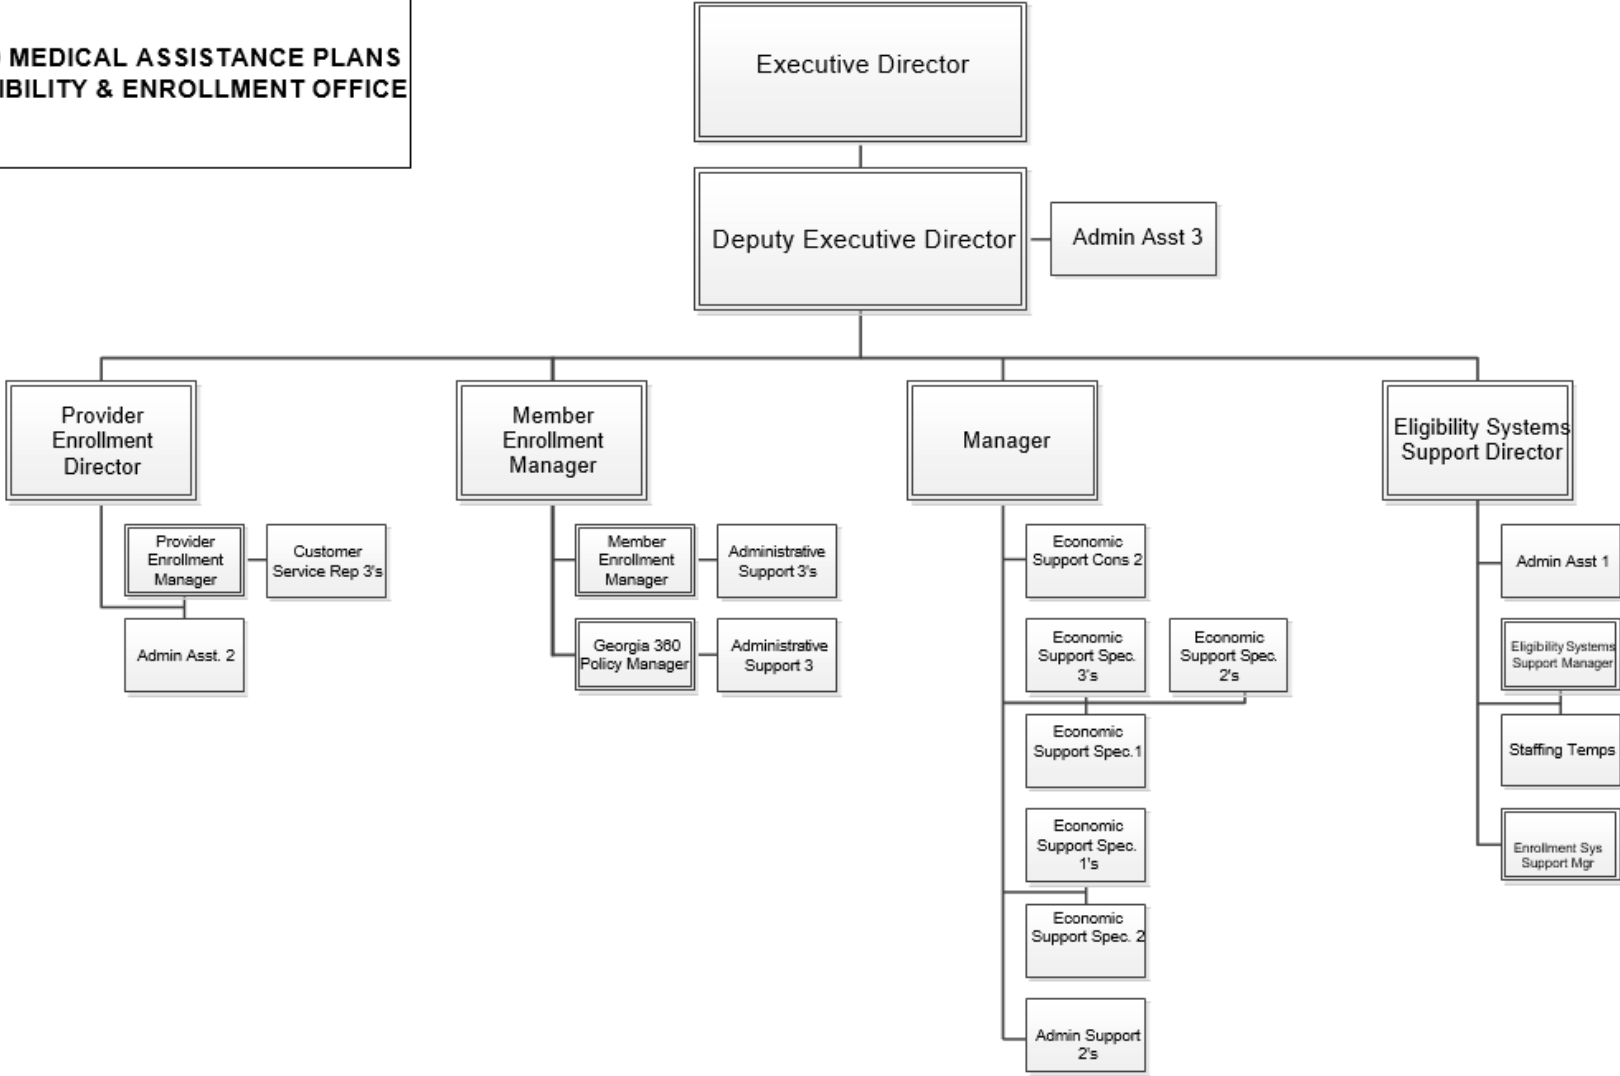 MEDICAL ASSISTANCE PLANS
IBILITY & ENROLLMENT OFFICE
Executive Director
Deputy Executive Director
Admin Asst 3
Provider
Enrollment
Director
Member
Enrollment
Manager
Manager
Eligibility Systems
Support Director
Provider
Enrollment
Manager
Customer
Service Rep 3's
Admin Asst. 2
Member
Enrollment
Manager
Administrative
Support 3's
Georgia 360
Policy Manager
Administrative
Support 3
Economic
Support Cons 2
Economic
Support Spec.
3's
Economic
Support Spec.
2's
Economic
Support Spec.1
Economic
Support Spec.
1's
Economic
Support Spec. 2
Admin Support
2's
Admin Asst 1
Eligibility Systems
Support Manager
Staffing Temps
Enrollment Sys
Support Mgr